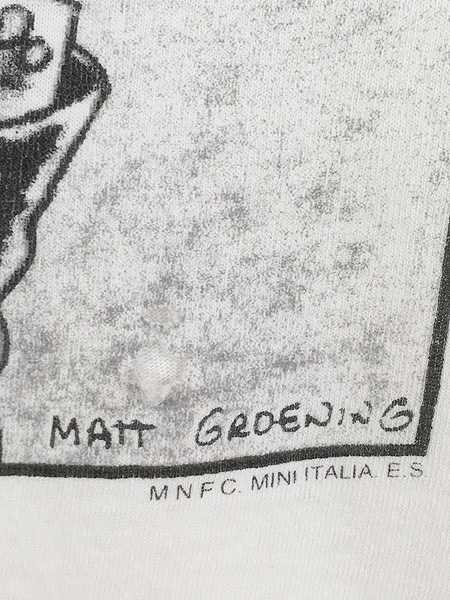 MATT GROENING
M N F C. MINI ITALIA. E.S